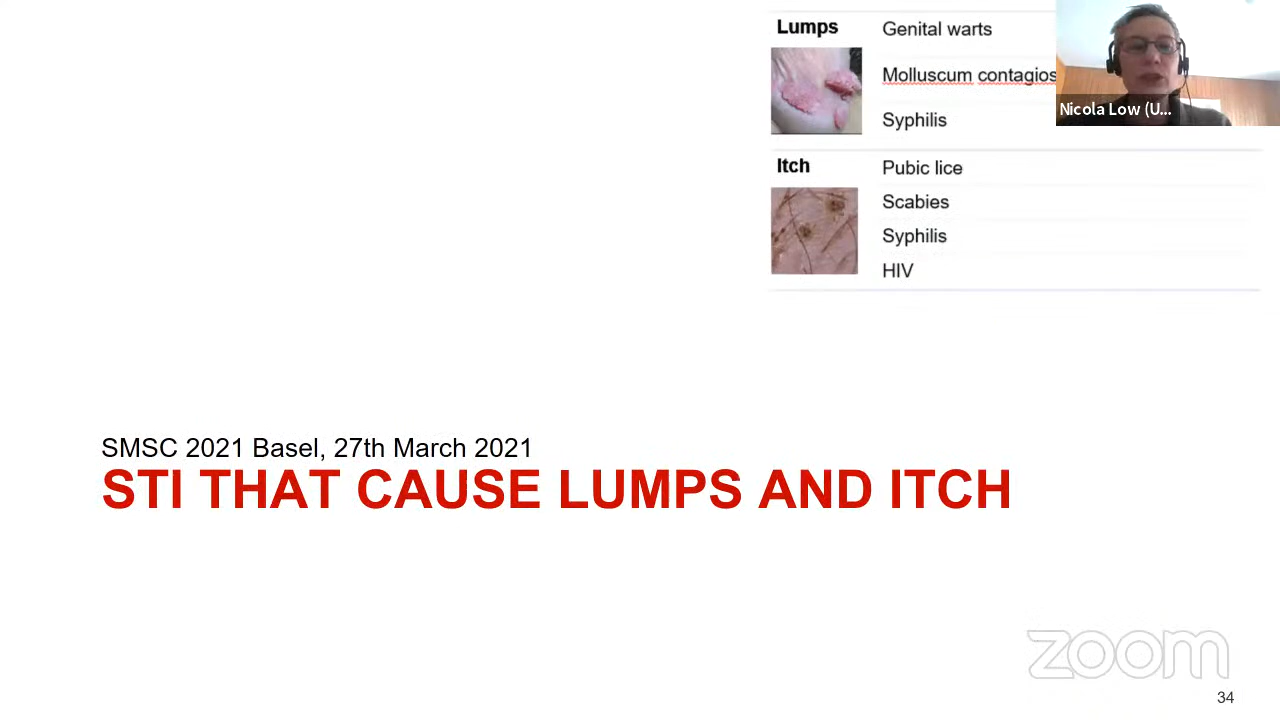 Lumps
Genital warts
Molluscum contagios
Syphilis
Nicola Low (U...
Itch
Pubic lice
Scabies
Syphilis
HIV
SMSC 2021 Basel, 27th March 2021
STI THAT CAUSE LUMPS AND ITCH
zoom
34